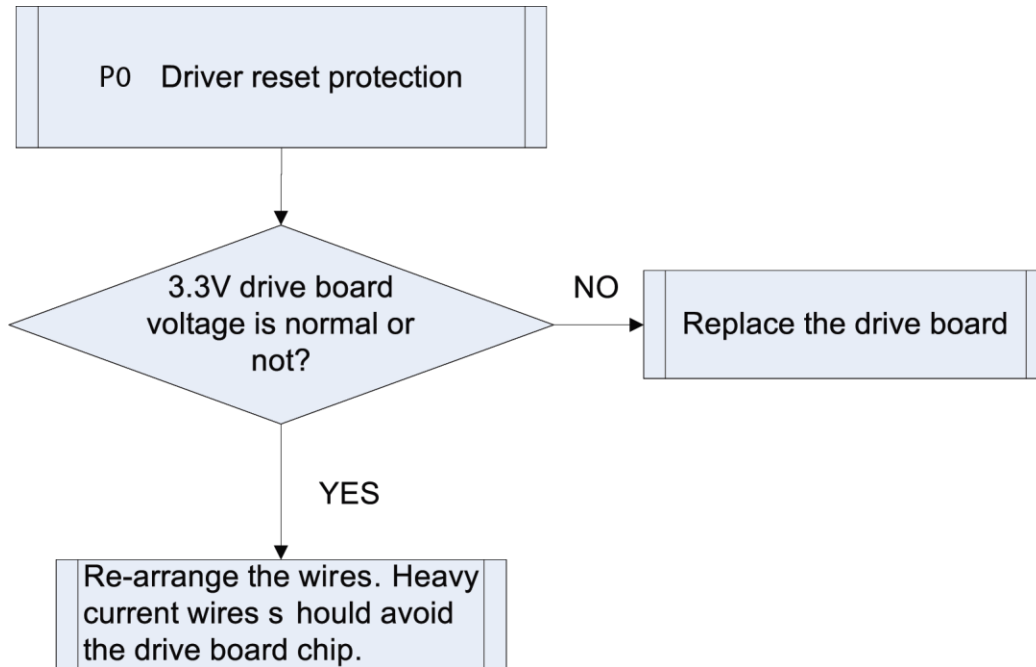 P0 Driver reset protection
3.3V drive board
voltage is normal or
not?
NO
Replace the drive board
YES
Re-arrange the wires. Heavy
current wires s hould avoid
the drive board chip.